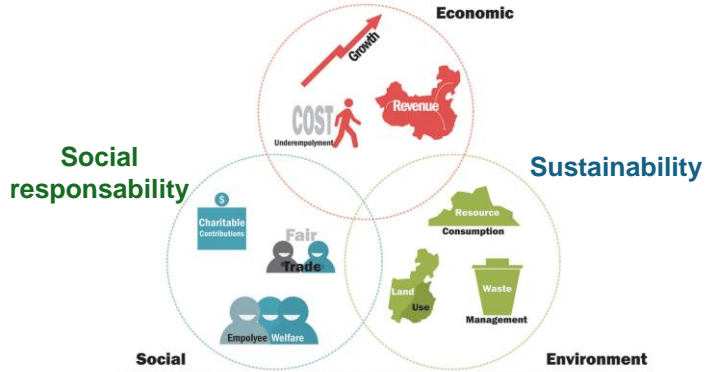 Economic
Growth
COST
Underempolyment
Revenue
Social
responsability
Sustainability
$
Charitable
Contributions
Fair
Trade
Empolyee Welfare
Resource
Consumption
Land
Use
Waste
Management
Social
Environment